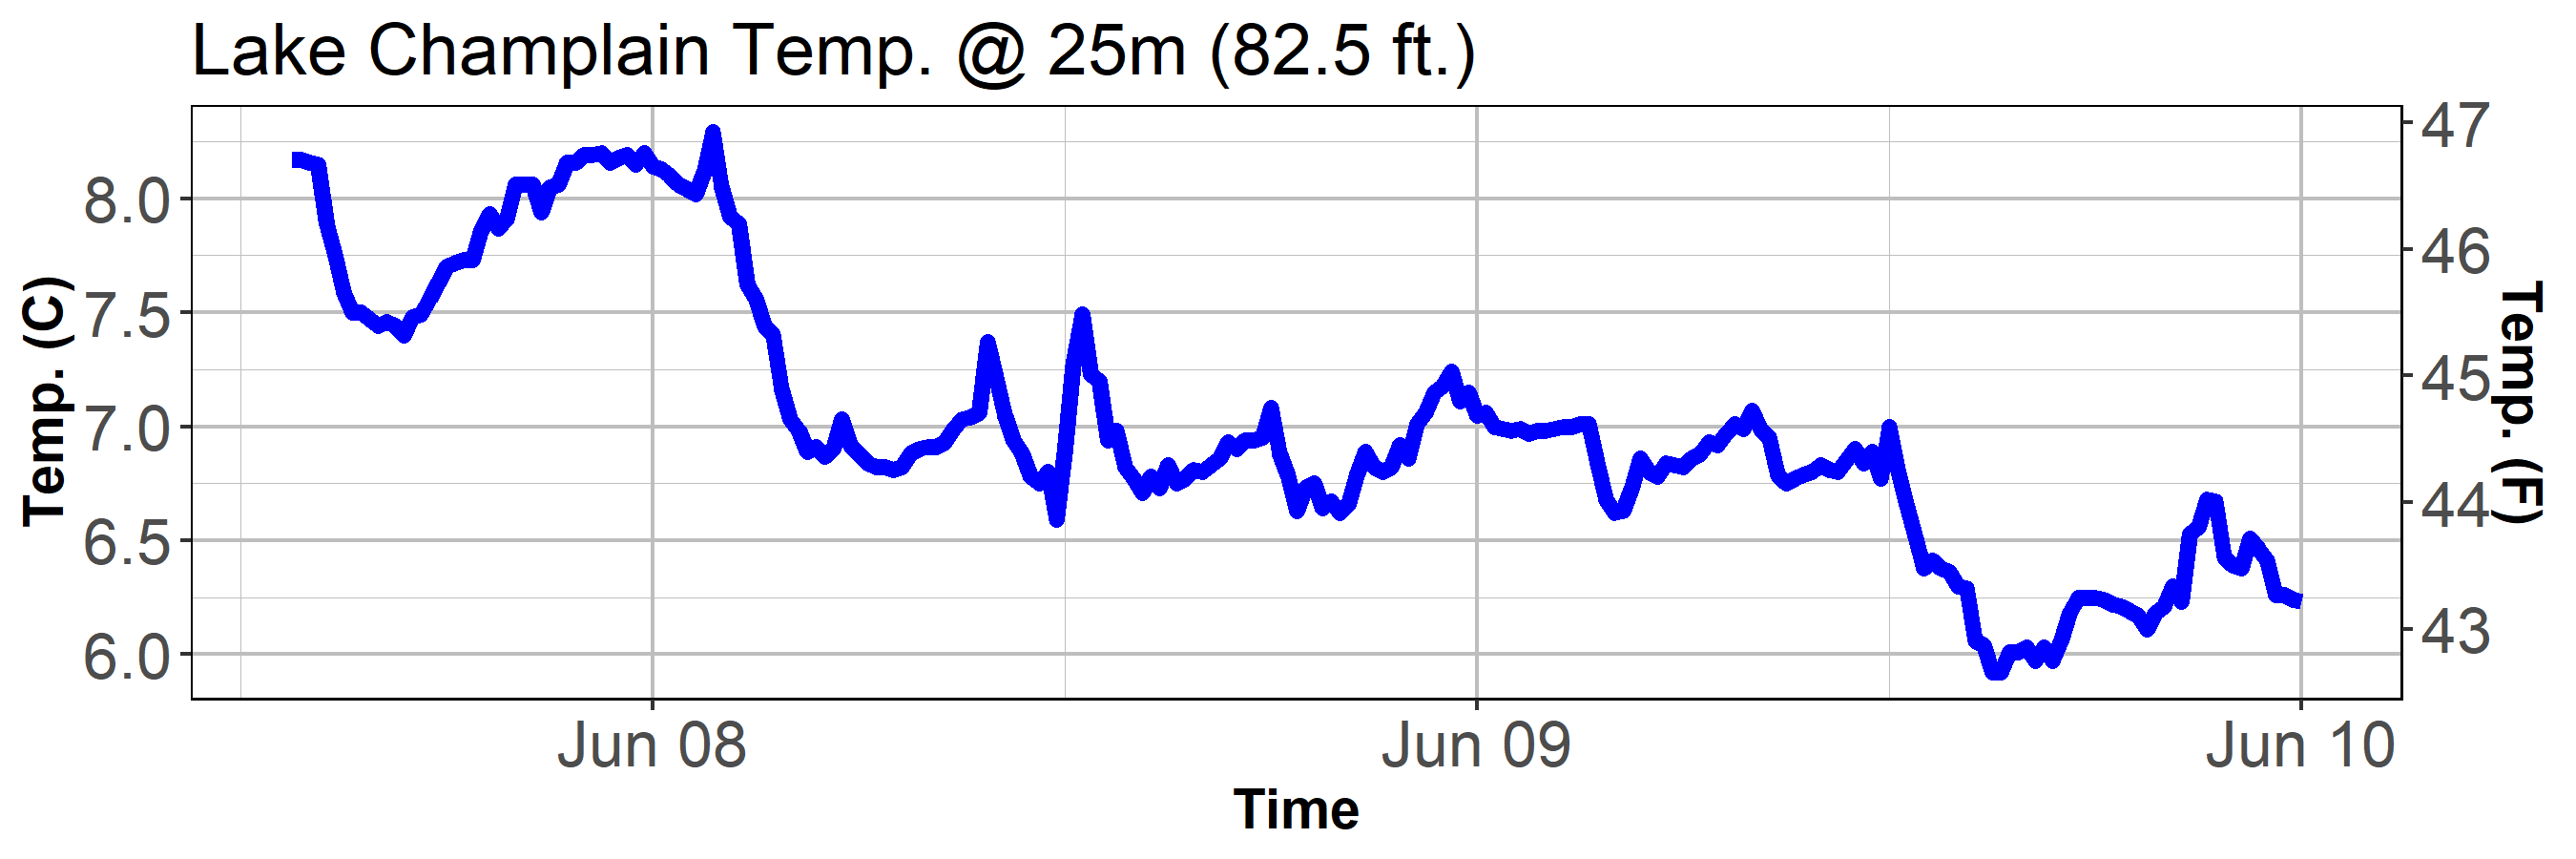 Lake Champlain Temp. @ 25m (82.5 ft.)
Temp. (C)
8.0
7.5
7.0
6.5
6.0
47
46
45
44
43
Temp. (F)
Jun 08
Jun 09
Jun 10
Time